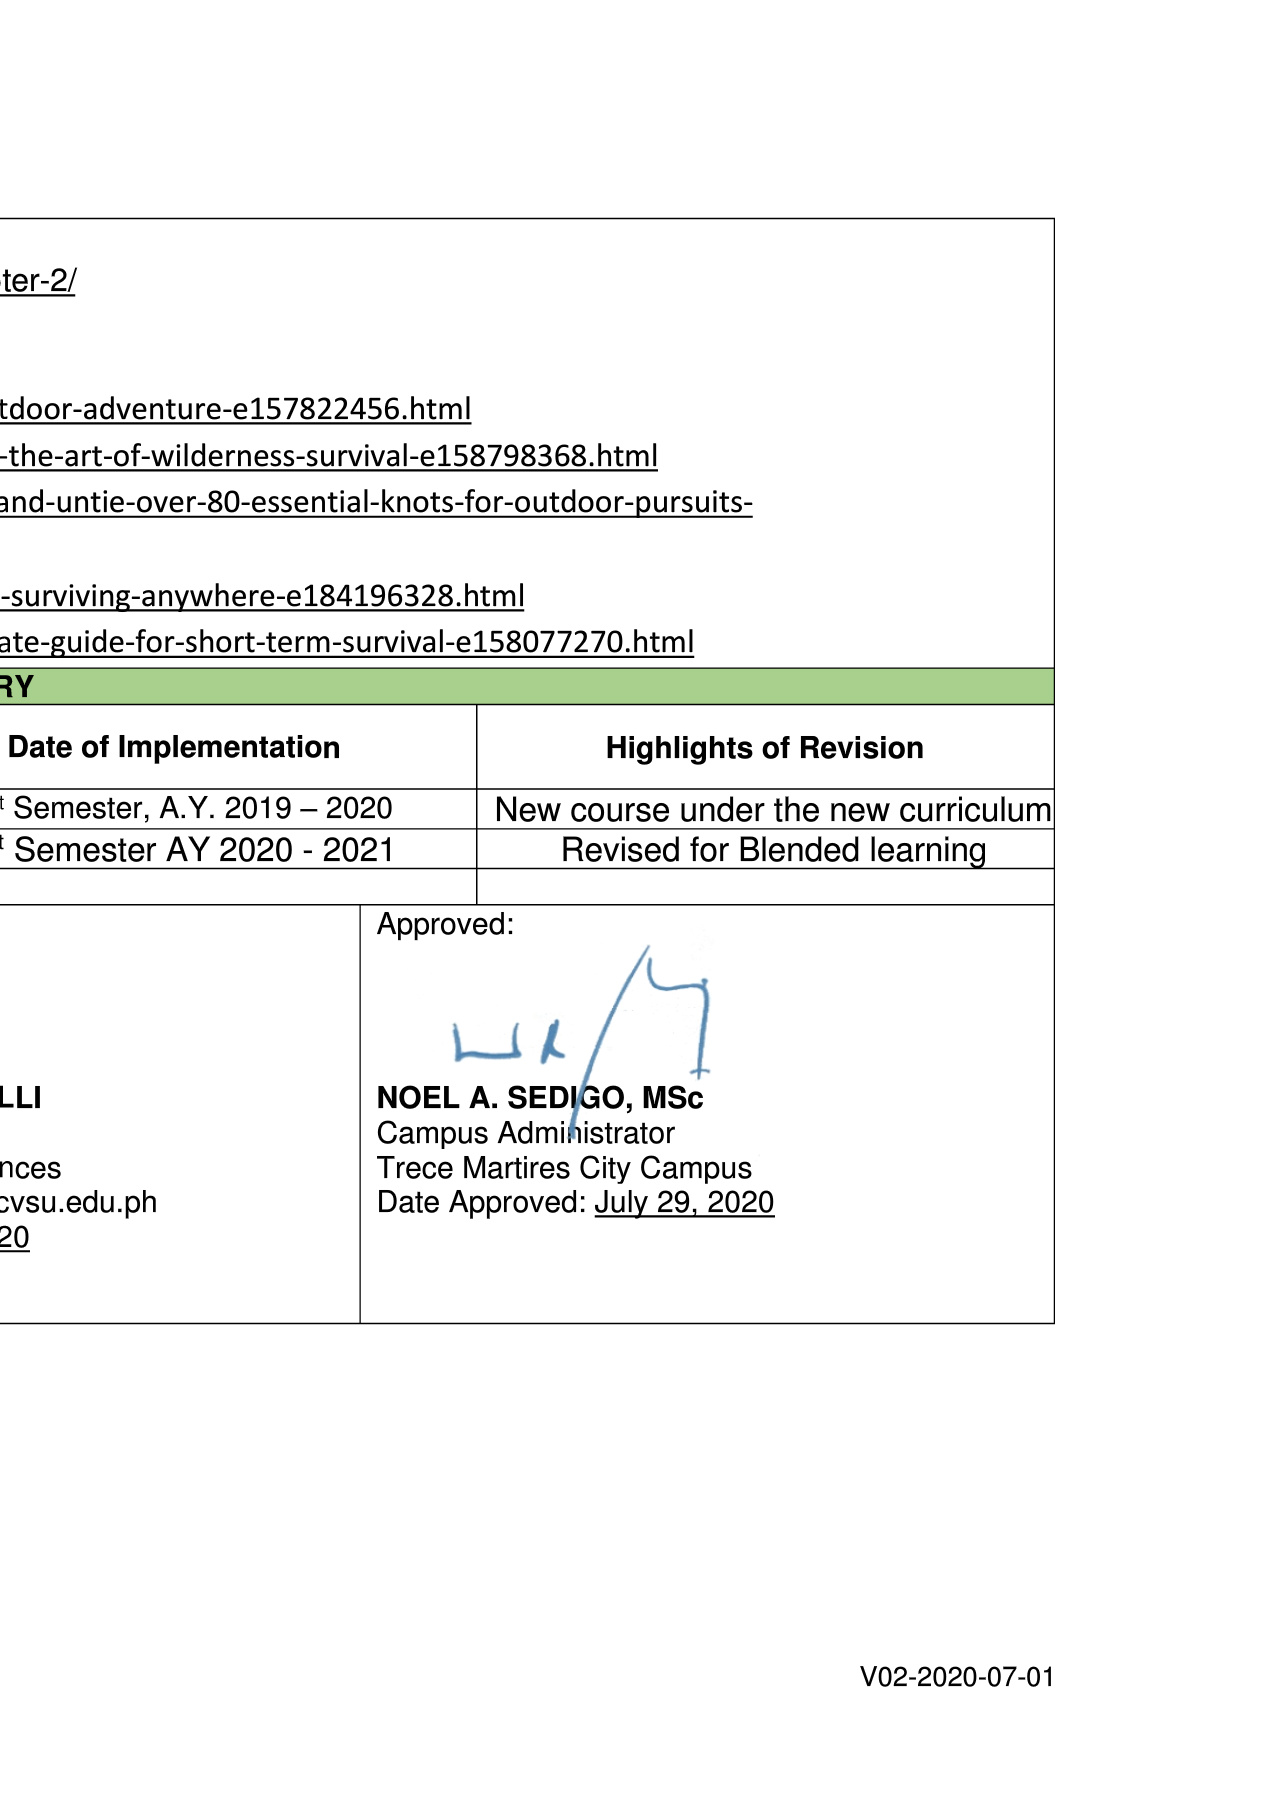 ter-2/
tdoor-adventure-e157822456.html
-the-art-of-wilderness-survival-e158798368.html
and-untie-over-80-essential-knots-for-outdoor-pursuits-
-surviving-anywhere-e184196328.html
ate-guide-for-short-term-survival-e158077270.html
RY
Date of Implementation Highlights of Revision
t Semester, A.Y. 2019 – 2020 New course under the new curriculum
t Semester AY 2020 - 2021 Revised for Blended learning
Approved:
LLI
nces
cvsu.edu.ph
20
NOEL A. SEDIGO, MSc
Campus Administrator
Trece Martires City Campus
Date Approved: July 29, 2020
V02-2020-07-01